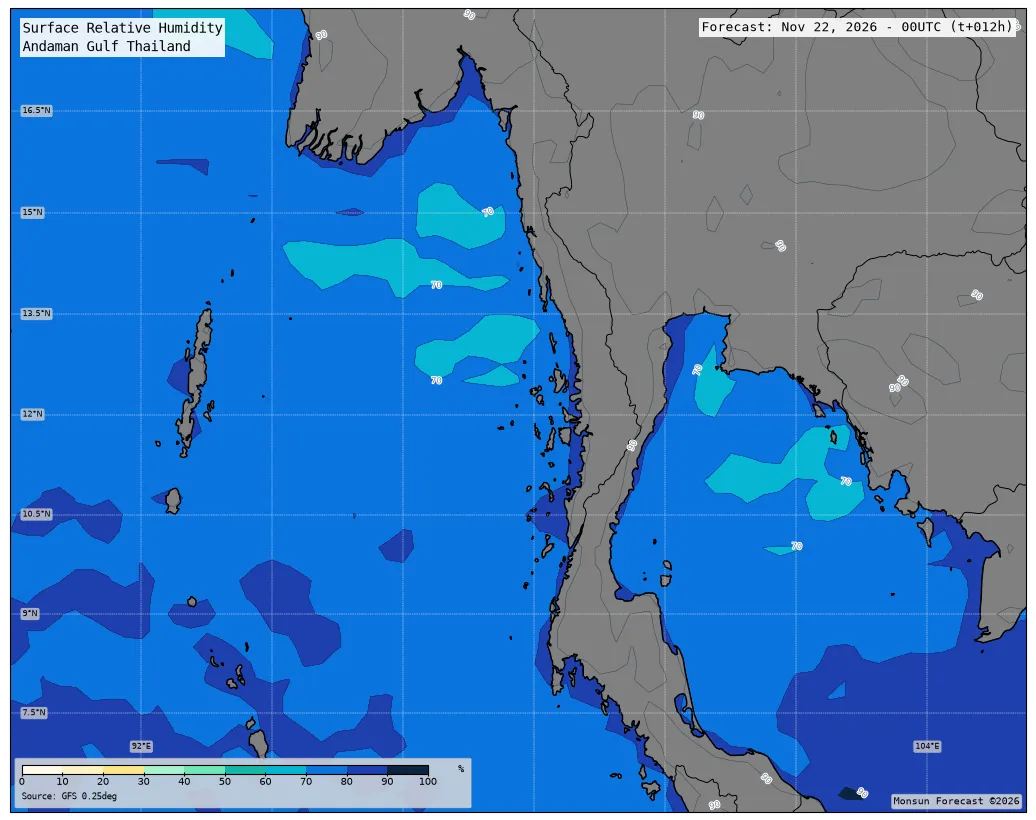 Surface Relative Humidity
Andaman Gulf Thailand
Forecast: Nov 22, 2026 - 00UTC (t+012h)
90
90
16.5°N
90
15°N
70
90
70
13.5°N
90
70
70
90
90
12°N
90
70
10.5°N
70
9°N
7.5°N
92°E
104°E
0 10 20 30 40 50 60 70 80 90 100 %
Source: GFS 0.25deg
90
90
90
Monsun Forecast ©2026